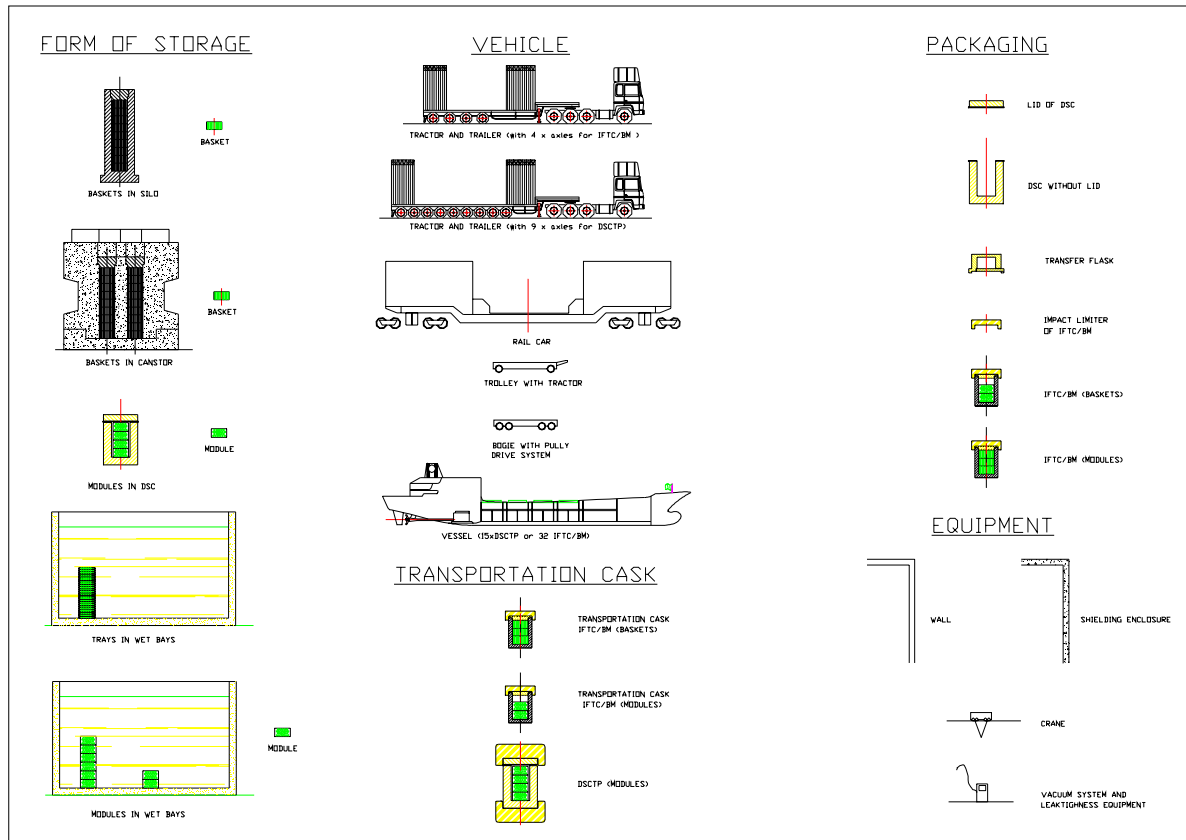 FORM OF STORAGE
BASKET
BASKETS IN SILO
BASKET
BASKETS IN CANSTOR
MODULE
MODULES IN DSC
TRAYS IN WET BAYS
MODULE
MODULES IN WET BAYS
VEHICLE
TRACTOR AND TRAILER (with 4 x axles for IFTC/BM )
TRACTOR AND TRAILER (with 9 x axles for DSCTP)
RAIL CAR
TROLLEY WITH TRACTOR
BOGIE WITH PULLY
DRIVE SYSTEM
VESSEL (15xDSCTP or 32 IFTC/BM)
TRANSPORTATION CASK
TRANSPORTATION CASK
IFTC/BM (BASKETS)
TRANSPORTATION CASK
IFTC/BM (MODULES)
DSCTP (MODULES)
PACKAGING
LID OF DSC
DSC WITHOUT LID
TRANSFER FLASK
IMPACT LIMITER
OF IFTC/BM
IFTC/BM (BASKETS)
IFTC/BM (MODULES)
EQUIPMENT
WALL
SHIELDING ENCLOSURE
CRANE
VACUUM SYSTEM AND
LEAKTIGHNESS EQUIPMENT